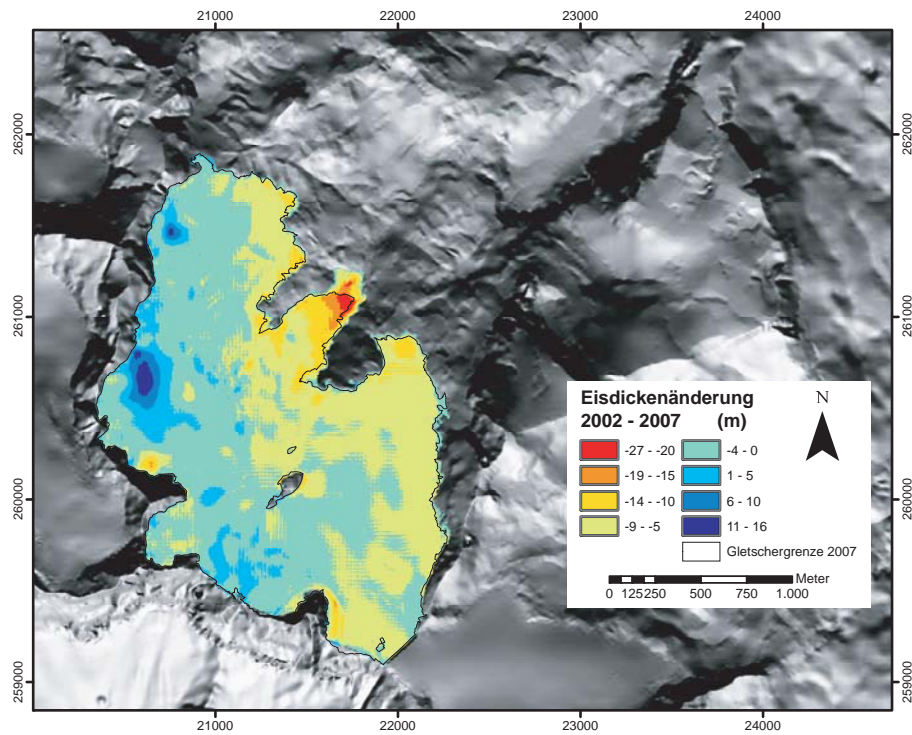 21000 22000 23000 24000
262000
262000
261000
261000
260000
260000
259000
259000
Eisdickenänderung
2002 - 2007 (m)
N
-27 - -20
-4 - 0
-19 - -15
1 - 5
-14 - -10
6 - 10
-9 - -5
11 - 16
Gletschergrenze 2007
Meter
0 125 250 500 750 1.000
21000 22000 23000 24000